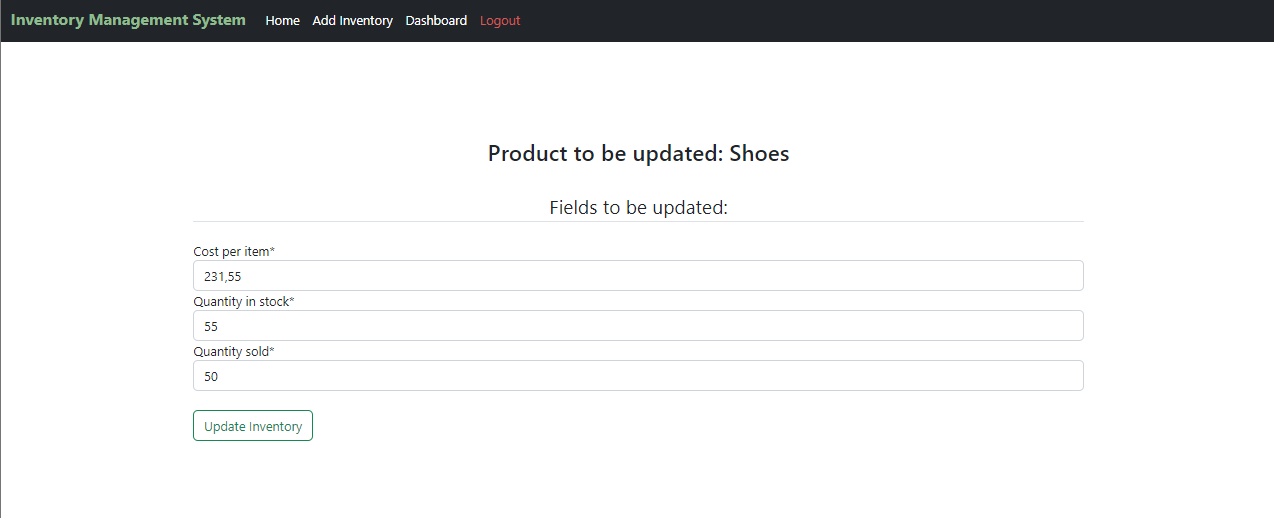 Inventory Management System Home Add Inventory Dashboard Logout
Product to be updated: Shoes
Fields to be updated:
Cost per item*
231,55
Quantity in stock*
55
Quantity sold*
50
Update Inventory